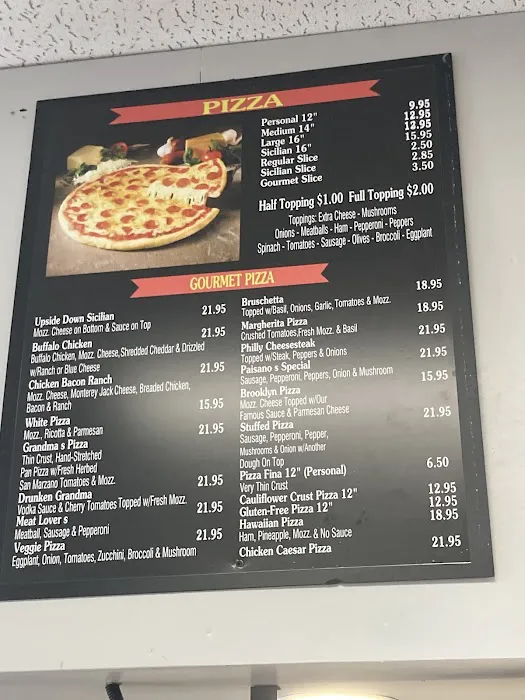 PIZZA
Personal 12" 9.95
Medium 14" 12.95
Large 16" 12.95
Sicilian 16" 15.95
Regular Slice 2.50
Sicilian Slice 2.85
Gourmet Slice 3.50
Half Topping $1.00 Full Topping $2.00
Toppings: Extra Cheese - Mushrooms
Onions - Meatballs - Ham - Pepperoni - Peppers
Spinach - Tomatoes - Sausage - Olives - Broccoli - Eggplant
GOURMET PIZZA
Upside Down Sicilian 21.95
Mozz. Cheese on Bottom & Sauce on Top
Buffalo Chicken 21.95
Buffalo Chicken, Mozz. Cheese, Shredded Cheddar & Drizzled
w/Ranch or Blue Cheese
Chicken Bacon Ranch 21.95
Mozz. Cheese, Monterey Jack Cheese, Breaded Chicken,
Bacon & Ranch
White Pizza 15.95
Mozz., Ricotta & Parmesan
Grandma s Pizza 21.95
Thin Crust, Hand-Stretched
Pan Pizza w/Fresh Herbed
San Marzano Tomatoes & Mozz.
Drunken Grandma 21.95
Vodka Sauce & Cherry Tomatoes Topped w/Fresh Mozz.
Meat Lover s 21.95
Meatball, Sausage & Pepperoni
Veggie Pizza 21.95
Eggplant, Onion, Tomatoes, Zucchini, Broccoli & Mushroom
Bruschetta 18.95
Topped w/Basil, Onions, Garlic, Tomatoes & Mozz.
Margherita Pizza 18.95
Crushed Tomatoes, Fresh Mozz. & Basil
Philly Cheesesteak 21.95
Topped w/Steak, Peppers & Onions
Paisano s Special 21.95
Sausage, Pepperoni, Peppers, Onion & Mushroom
Brooklyn Pizza 15.95
Mozz. Cheese Topped w/Our
Famous Sauce & Parmesan Cheese
Stuffed Pizza 21.95
Sausage, Pepperoni, Pepper,
Mushrooms & Onion w/Another
Dough On Top
Pizza Fina 12" (Personal) 6.50
Very Thin Crust
Cauliflower Crust Pizza 12" 12.95
Gluten-Free Pizza 12" 12.95
Hawaiian Pizza 18.95
Ham, Pineapple, Mozz. & No Sauce
Chicken Caesar Pizza 21.95